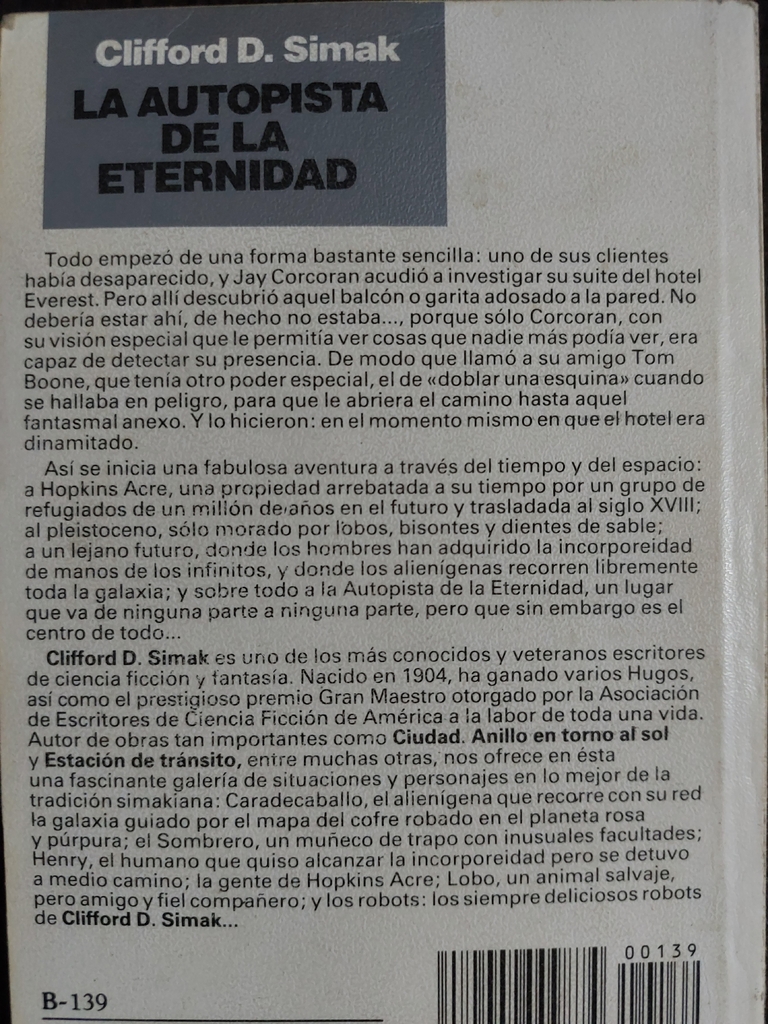 Clifford D. Simak
LA AUTOPISTA
DE LA
ETERNIDAD
Todo empezó de una forma bastante sencilla: uno de sus clientes
había desaparecido, y Jay Corcoran acudió a investigar su suite del hotel
Everest. Pero allí descubrió aquel balcón o garita adosado a la pared. No
debería estar ahí, de hecho no estaba..., porque sólo Corcoran, con
su visión especial que le permitía ver cosas que nadie más podía ver, era
capaz de detectar su presencia. De modo que llamó a su amigo Tom
Boone, que tenía otro poder especial, el de «doblar una esquina» cuando
se hallaba en peligro, para que le abriera el camino hasta aquel
fantasmal anexo. Y lo hicieron: en el momento mismo en que el hotel era
dinamitado.
Así se inicia una fabulosa aventura a través del tiempo y del espacio:
a Hopkins Acre, una propiedad arrebatada a su tiempo por un grupo de
refugiados de un millón de años en el futuro y trasladada al siglo XVIII;
al pleistoceno, sólo morado por lobos, bisontes y dientes de sable;
a un lejano futuro, donde los hombres han adquirido la incorporeidad
de manos de los infinitos, y donde los alienígenas recorren libremente
toda la galaxia; y sobre todo a la Autopista de la Eternidad, un lugar
que va de ninguna parte a ninguna parte, pero que sin embargo es el
centro de todo...
Clifford D. Simak es uno de los más conocidos y veteranos escritores
de ciencia ficción y fantasía. Nacido en 1904, ha ganado varios Hugos,
así como el prestigioso premio Gran Maestro otorgado por la Asociación
de Escritores de Ciencia Ficción de América a la labor de toda una vida.
Autor de obras tan importantes como Ciudad. Anillo en torno al sol
y Estación de tránsito, entre muchas otras, nos ofrece en ésta
una fascinante galería de situaciones y personajes en lo mejor de la
tradición simakiana: Caradecaballo, el alienígena que recorre con su red
la galaxia guiado por el mapa del cofre robado en el planeta rosa
y púrpura; el Sombrero, un muñeco de trapo con inusuales facultades;
Henry, el humano que quiso alcanzar la incorporeidad pero se detuvo
a medio camino; la gente de Hopkins Acre; Lobo, un animal salvaje,
pero amigo y fiel compañero; y los robots: los siempre deliciosos robots
de Clifford D. Simak...
00139
B-139